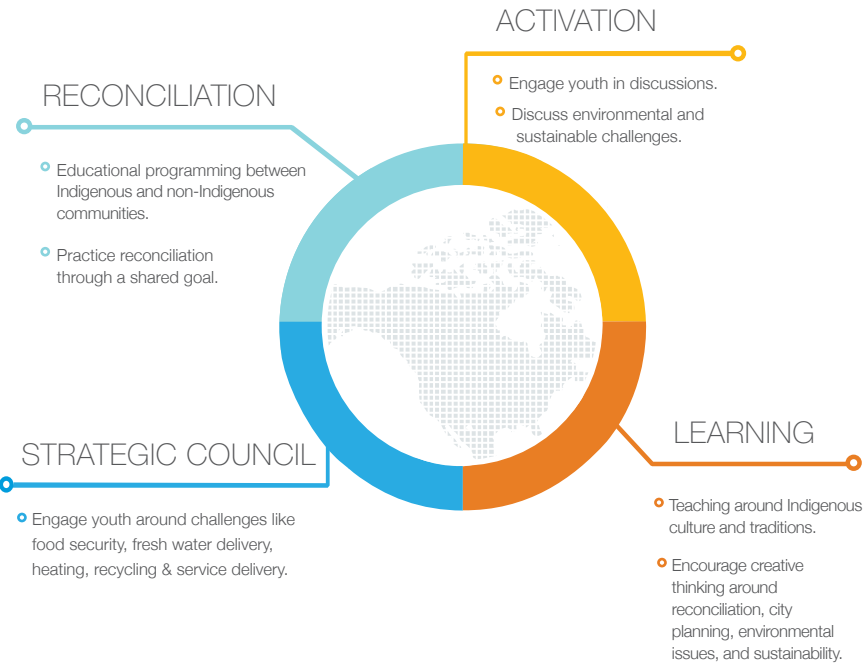 ACTIVATION
Engage youth in discussions.
Discuss environmental and
sustainable challenges.
RECONCILIATION
Educational programming between
Indigenous and non-Indigenous
communities.
Practice reconciliation
through a shared goal.
STRATEGIC COUNCIL
Engage youth around challenges like
food security, fresh water delivery,
heating, recycling & service delivery.
LEARNING
Teaching around Indigenous
culture and traditions.
Encourage creative
thinking around
reconciliation, city
planning, environmental
issues, and sustainability.